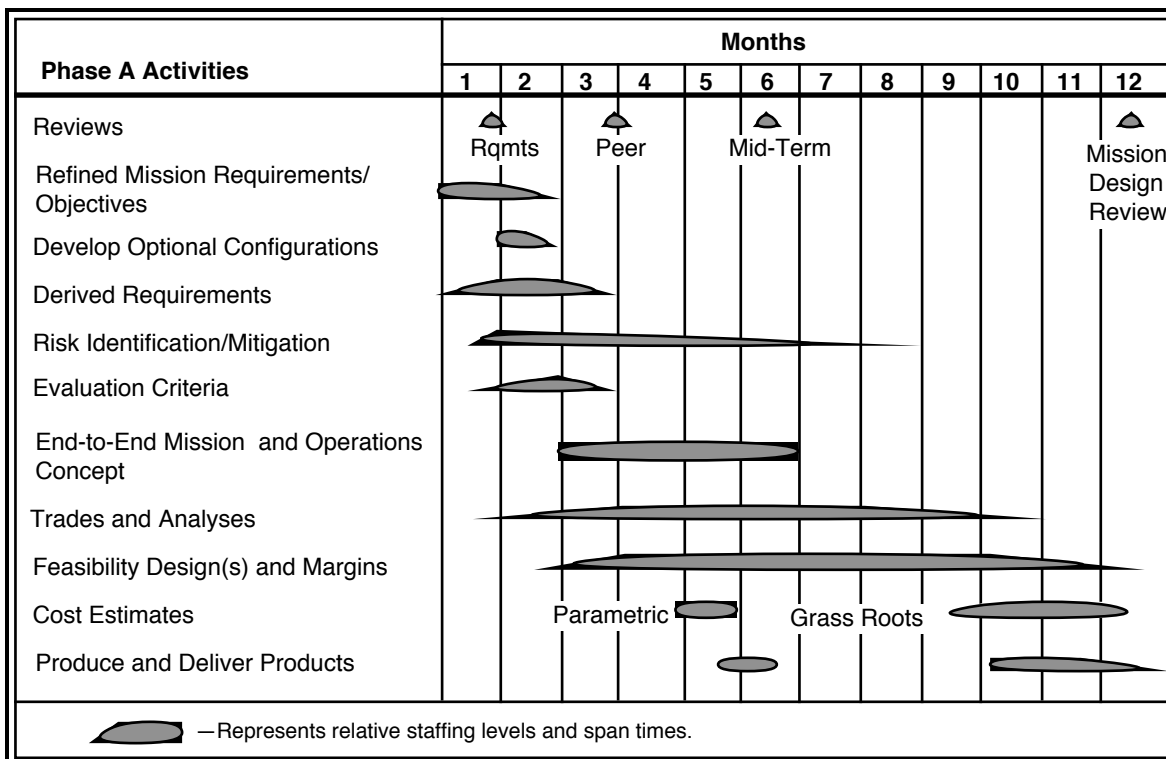 Phase A Activities
Months
1 2 3 4 5 6 7 8 9 10 11 12
Reviews
Rqmts Peer Mid-Term
Mission
Design
Review
Refined Mission Requirements/
Objectives
Develop Optional Configurations
Derived Requirements
Risk Identification/Mitigation
Evaluation Criteria
End-to-End Mission and Operations
Concept
Trades and Analyses
Feasibility Design(s) and Margins
Cost Estimates
Parametric Grass Roots
Produce and Deliver Products
—Represents relative staffing levels and span times.